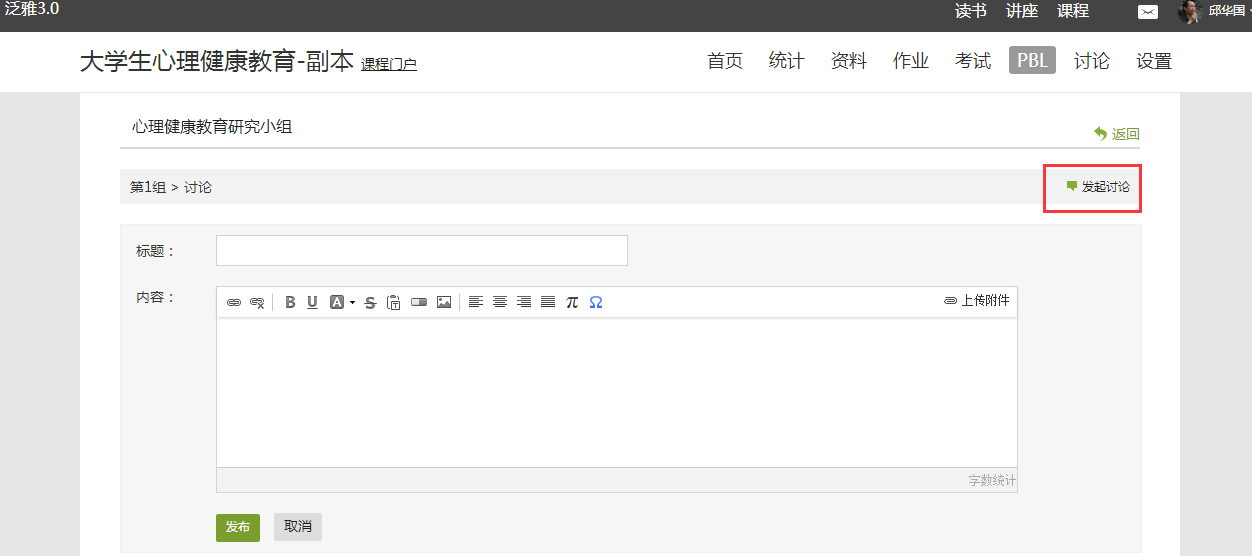 泛雅3.0 读书 讲座 课程 邱华国
大学生心理健康教育-副本 课程门户 首页 统计 资料 作业 考试 PBL 讨论 设置
心理健康教育研究小组
返回
第1组 > 讨论 发起讨论
标题：
内容： B U A S T π Ω 上传附件
字数统计
发布 取消